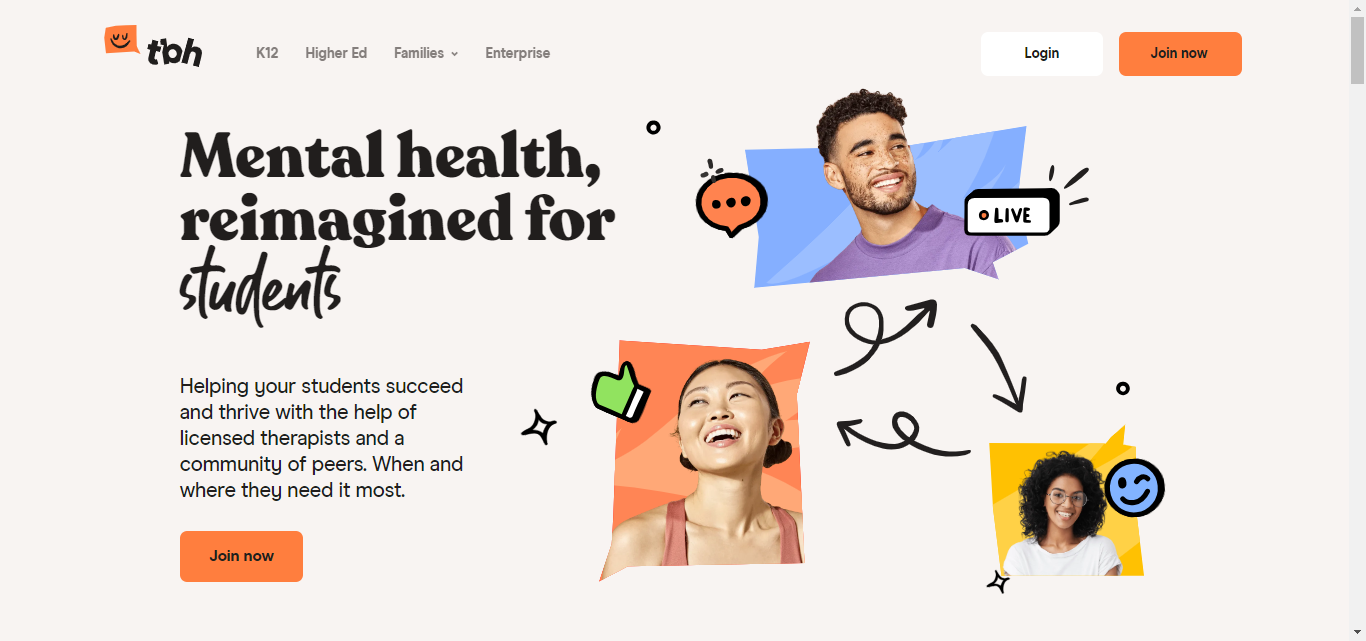 tbh
K12
Higher Ed
Families
Enterprise
Login
Join now
Mental health,
reimagined for
students
LIVE
Helping your students succeed
and thrive with the help of
licensed therapists and a
community of peers. When and
where they need it most.
Join now